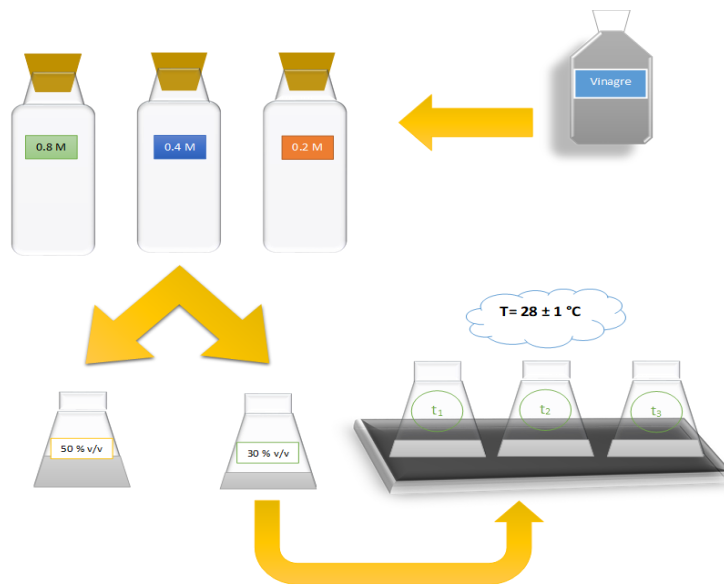 Vinagre
0.8 M
0.4 M
0.2 M
T= 28 ± 1 °C
50 % v/v
30 % v/v
t1
t2
t3